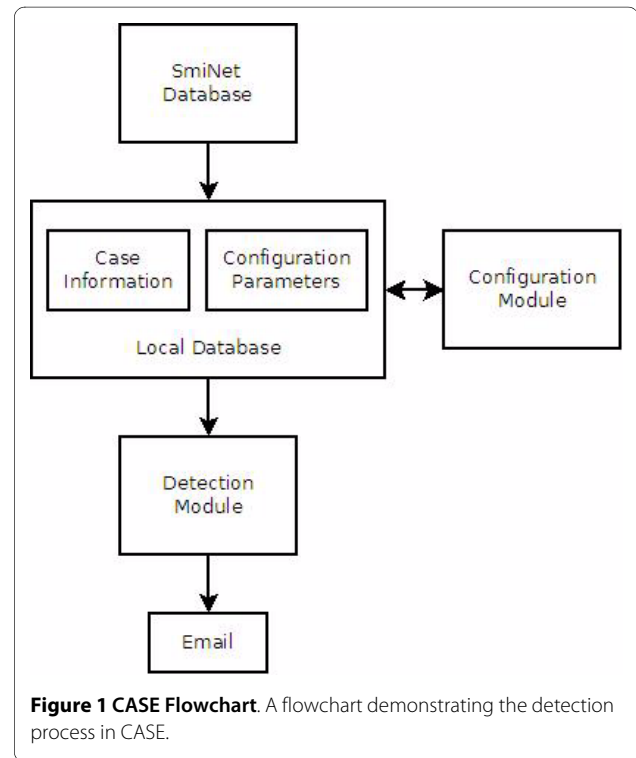 SmiNet
Database
Case
Information
Configuration
Parameters
Local Database
Configuration
Module
Detection
Module
Email
Figure 1 CASE Flowchart. A flowchart demonstrating the detection
process in CASE.